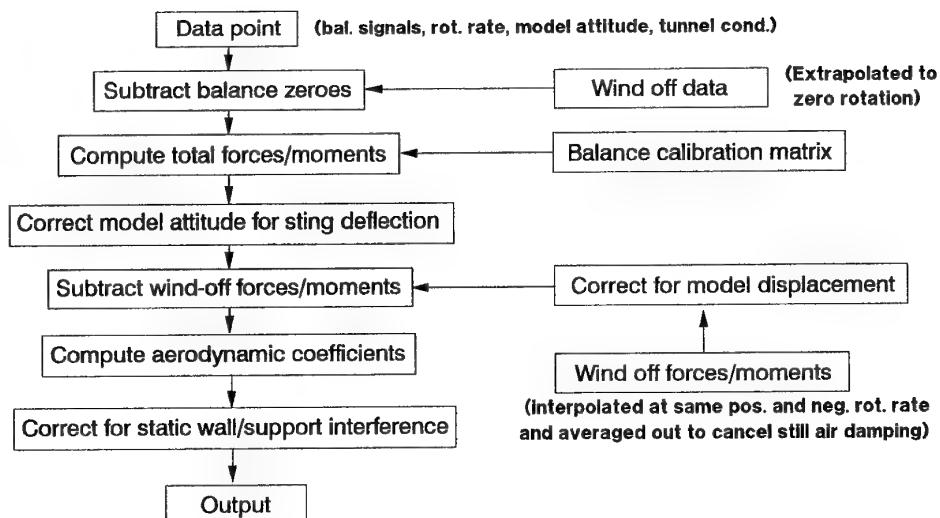 Data point
(bal. signals, rot. rate, model attitude, tunnel cond.)
Subtract balance zeroes
Wind off data
(Extrapolated to
zero rotation)
Compute total forces/moments
Balance calibration matrix
Correct model attitude for sting deflection
Subtract wind-off forces/moments
Correct for model displacement
Compute aerodynamic coefficients
Wind off forces/moments
(interpolated at same pos. and neg. rot. rate
and averaged out to cancel still air damping)
Correct for static wall/support interference
Output